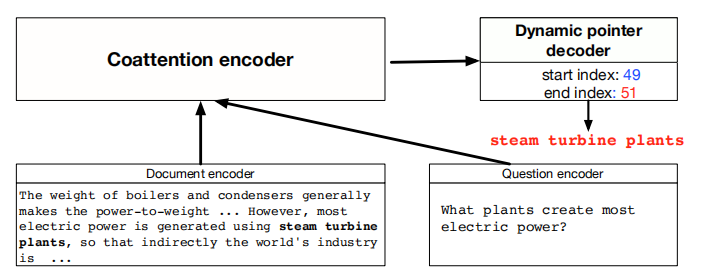 Coattention encoder
Dynamic pointer
decoder
start index: 49
end index: 51
steam turbine plants
Document encoder
The weight of boilers and condensers generally
makes the power-to-weight ... However, most
electric power is generated using steam turbine
plants, so that indirectly the world's industry
is ...
Question encoder
What plants create most
electric power?